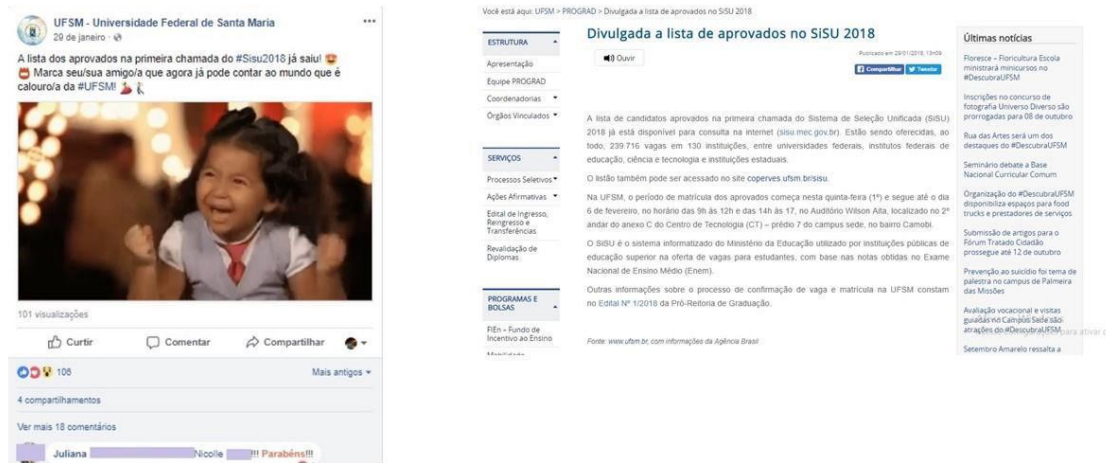 UFSM - Universidade Federal de Santa Maria
29 de janeiro
A lista dos aprovados na primeira chamada do #Sisu2018 já saiu!
Marca seu/sua amigo/a que agora já pode contar ao mundo que é
calouro/a da #UFSM!
101 visualizações
Curtir
Comentar
Compartilhar
106
Mais antigos
4 compartilhamentos
Ver mais 18 comentários
Juliana
Nicolle
!!! Parabéns!!!
Você está aqui: UFSM > PROGRAD > Divulgada a lista de aprovados no SiSU 2018
ESTRUTURA
Apresentação
Equipe PROGRAD
Coordenadorias
Órgãos Vinculados
SERVIÇOS
Processos Seletivos
Ações Afirmativas
Edital de Ingresso,
Reingresso e
Transferências
Revalidação de
Diplomas
PROGRAMAS E
BOLSAS
FIEn – Fundo de
Incentivo ao Ensino
Mobilidade
Divulgada a lista de aprovados no SiSU 2018
Ouvir
Publicado em 29/01/2018, 13h09
Compartilhar
Tweetar
A lista de candidatos aprovados na primeira chamada do Sistema de Seleção Unificada (SiSU)
2018 já está disponível para consulta na internet (sisu.mec.gov.br). Estão sendo oferecidas, ao
todo, 239.716 vagas em 130 instituições, entre universidades federais, institutos federais de
educação, ciência e tecnologia e instituições estaduais.
O listão também pode ser acessado no site coperves.ufsm.br/sisu.
Na UFSM, o período de matrícula dos aprovados começa nesta quinta-feira (1º) e segue até o dia
6 de fevereiro, no horário das 9h às 12h e das 14h às 17, no Auditório Wilson Aita, localizado no 2º
andar do anexo C do Centro de Tecnologia (CT) – prédio 7 do campus sede, no bairro Camobi.
O SiSU é o sistema informatizado do Ministério da Educação utilizado por instituições públicas de
educação superior na oferta de vagas para estudantes, com base nas notas obtidas no Exame
Nacional de Ensino Médio (Enem).
Outras informações sobre o processo de confirmação de vaga e matrícula na UFSM constam
no Edital Nº 1/2018 da Pró-Reitoria de Graduação.
Fonte: www.ufsm.br, com informações da Agência Brasil
Últimas notícias
Floresce – Floricultura Escola
ministrará minicursos no
#DescubraUFSM
Inscrições no concurso de
fotografia Universo Diverso são
prorrogadas para 08 de outubro
Rua das Artes será um dos
destaques do #DescubraUFSM
Seminário debate a Base
Nacional Curricular Comum
Organização do #DescubraUFSM
disponibiliza espaços para food
trucks e prestadores de serviços
Submissão de artigos para o
Fórum Tratado Cidadão
prossegue até 12 de outubro
Prevenção ao suicídio foi tema de
palestra no campus de Palmeira
das Missões
Avaliação vocacional e visitas
guiadas no Campus Sede são
atrações do #DescubraUFSM
para ativar
Setembro Amarelo ressalta a